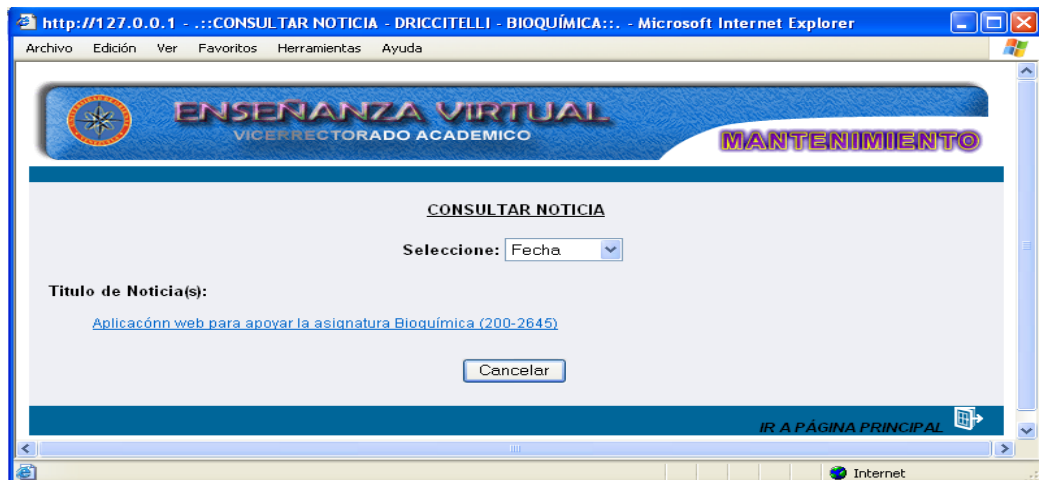 http://127.0.0.1 - .::CONSULTAR NOTICIA - DRICCITELLI - BIOQUÍMICA::. - Microsoft Internet Explorer
Archivo Edición Ver Favoritos Herramientas Ayuda
ENSEÑANZA VIRTUAL
VICERRECTORADO ACADEMICO
MANTENIMIENTO
CONSULTAR NOTICIA
Seleccione: Fecha
Titulo de Noticia(s):
Aplicacónn web para apoyar la asignatura Bioquímica (200-2645)
Cancelar
IR A PÁGINA PRINCIPAL
Internet